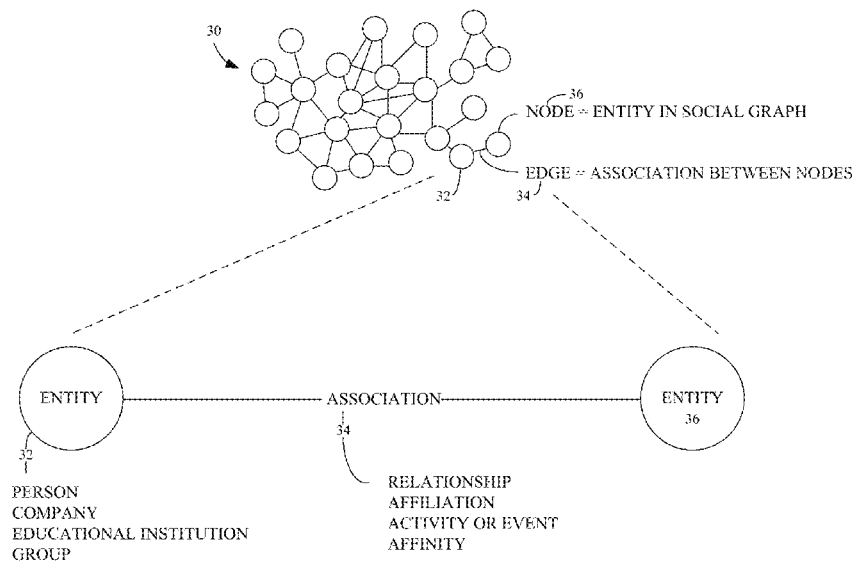 30
36
NODE = ENTITY IN SOCIAL GRAPH
EDGE = ASSOCIATION BETWEEN NODES
32
34
ENTITY
ASSOCIATION
ENTITY
36
32
34
PERSON
COMPANY
EDUCATIONAL INSTITUTION
GROUP
RELATIONSHIP
AFFILIATION
ACTIVITY OR EVENT
AFFINITY